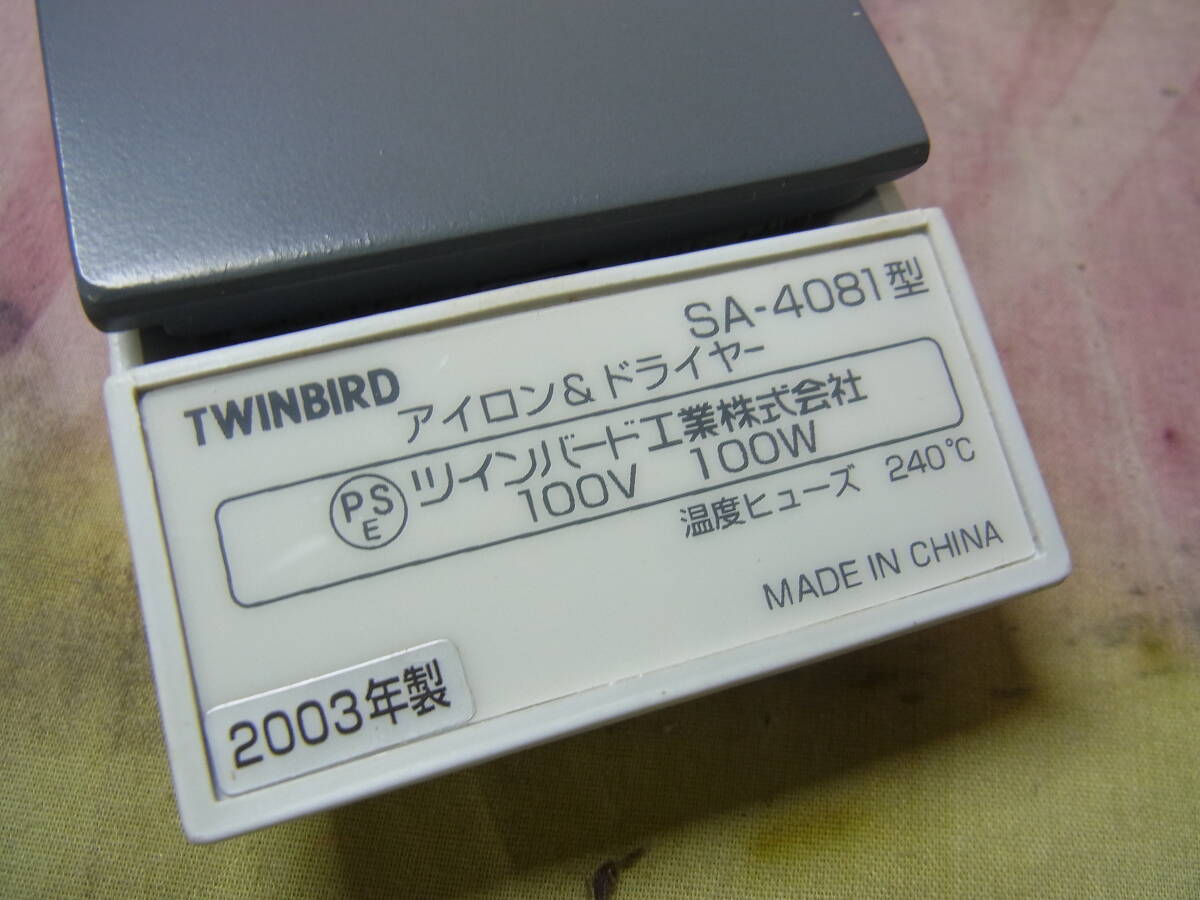 SA-4081型
TWINBIRD アイロン&ドライヤー
PSE ツインバード工業株式会社
100V 100W
温度ヒューズ 240℃
MADE IN CHINA
2003年製